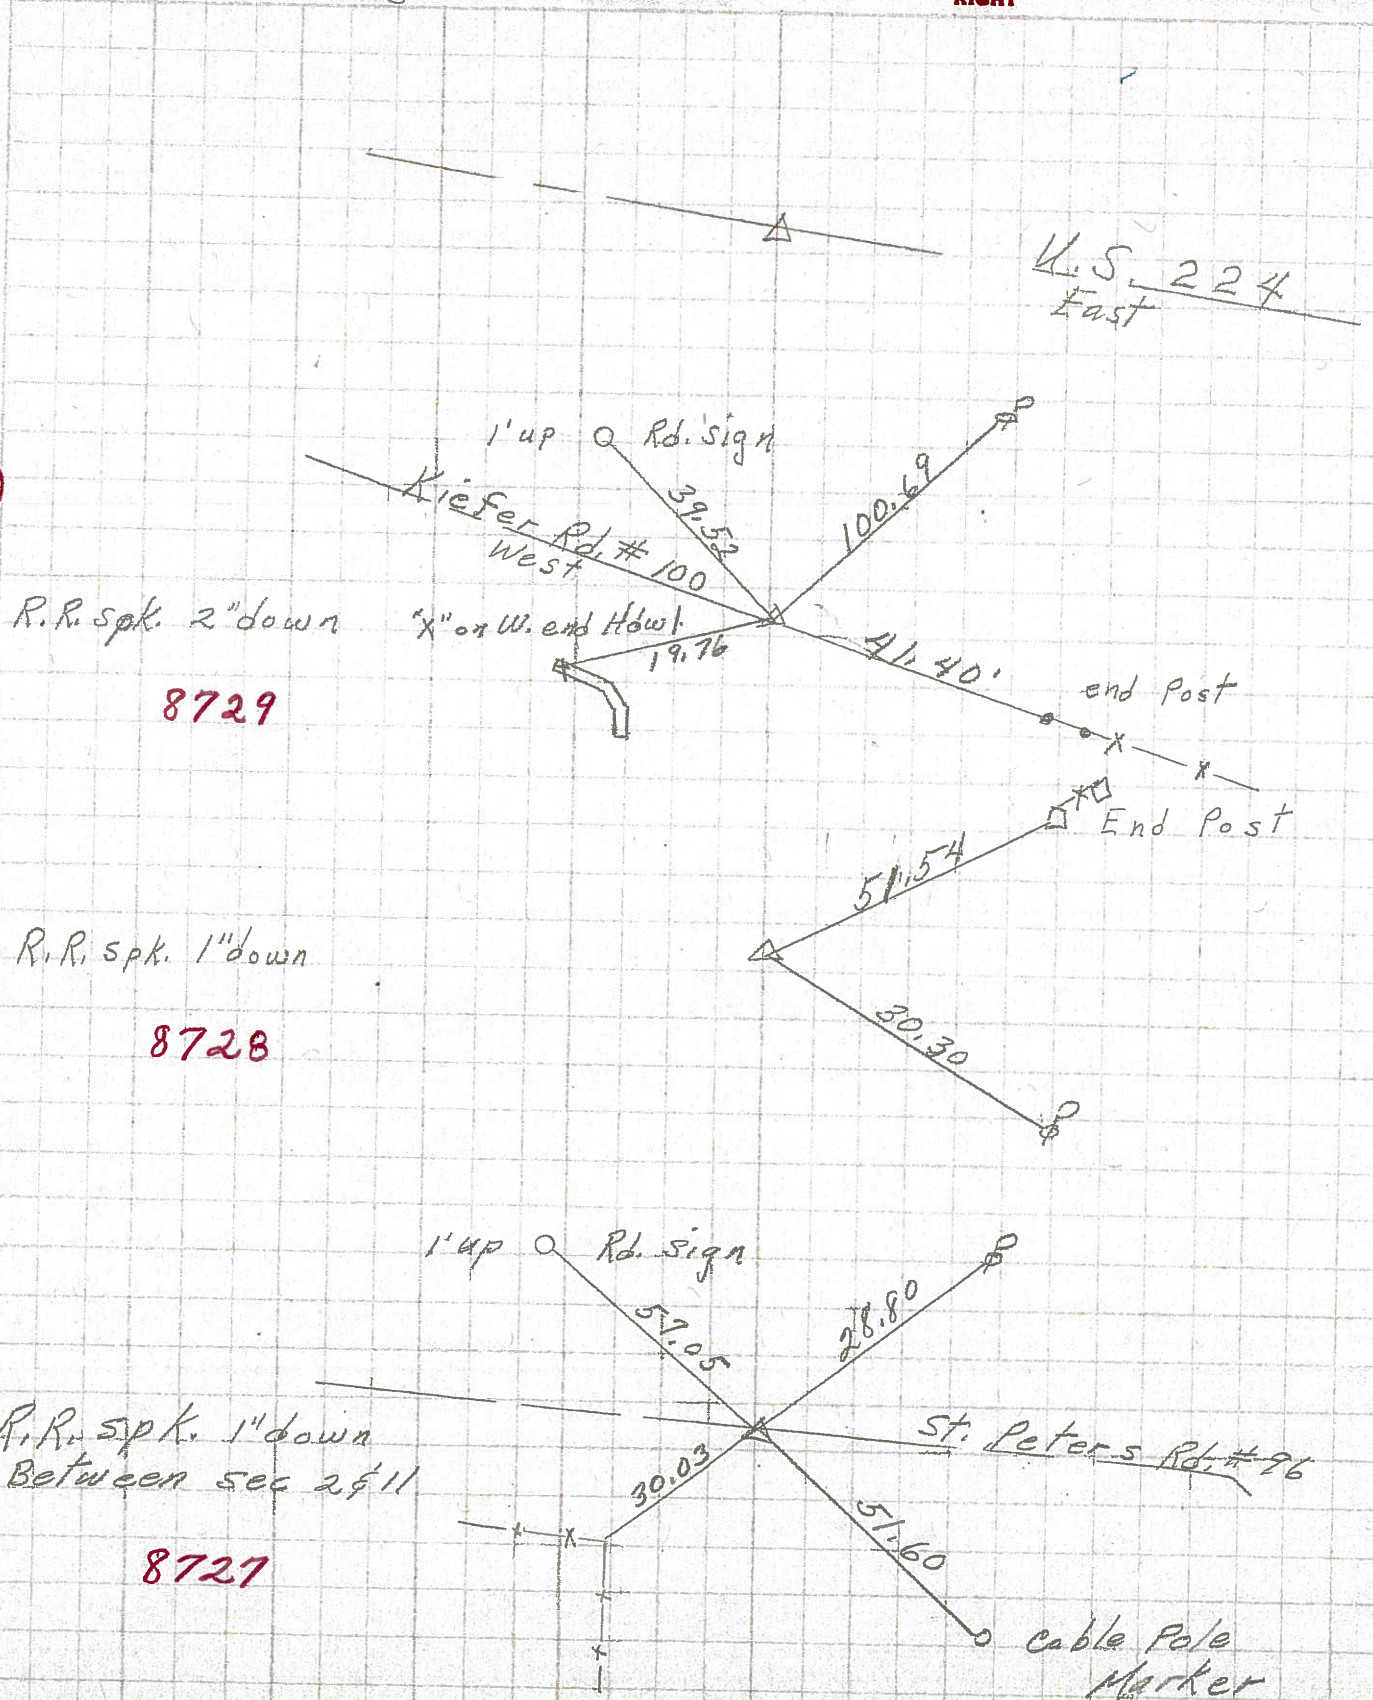 RIGHT
U.S. 224
East
1'up Rd. sign
39.52
100.69
Kiefer Rd. # 100
West
R.R. spk. 2"down
"X" on W. end Hdwl.
19.76
41.40'
end Post
8729
End Post
51.54
R.R. spk. 1"down
30.30
8728
1'up Rd. sign
57.05
28.80
R.R. spk. 1"down
Between sec 2 & 11
St. Peters Rd. # 96
30.03
51.60
8727
Cable Pole
Marker